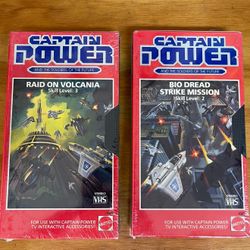 CAPTAIN
POWER
AND THE SOLDIERS OF THE FUTURE
RAID ON VOLCANIA
Skill Level: 3
VHS
FOR USE WITH CAPTAIN POWER
TV INTERACTIVE ACCESSORIES!
CAPTAIN
POWER
AND THE SOLDIERS OF THE FUTURE
BIO DREAD
STRIKE MISSION
Skill Level: 2
VHS
FOR USE WITH CAPTAIN POWER
TV INTERACTIVE ACCESSORIES!